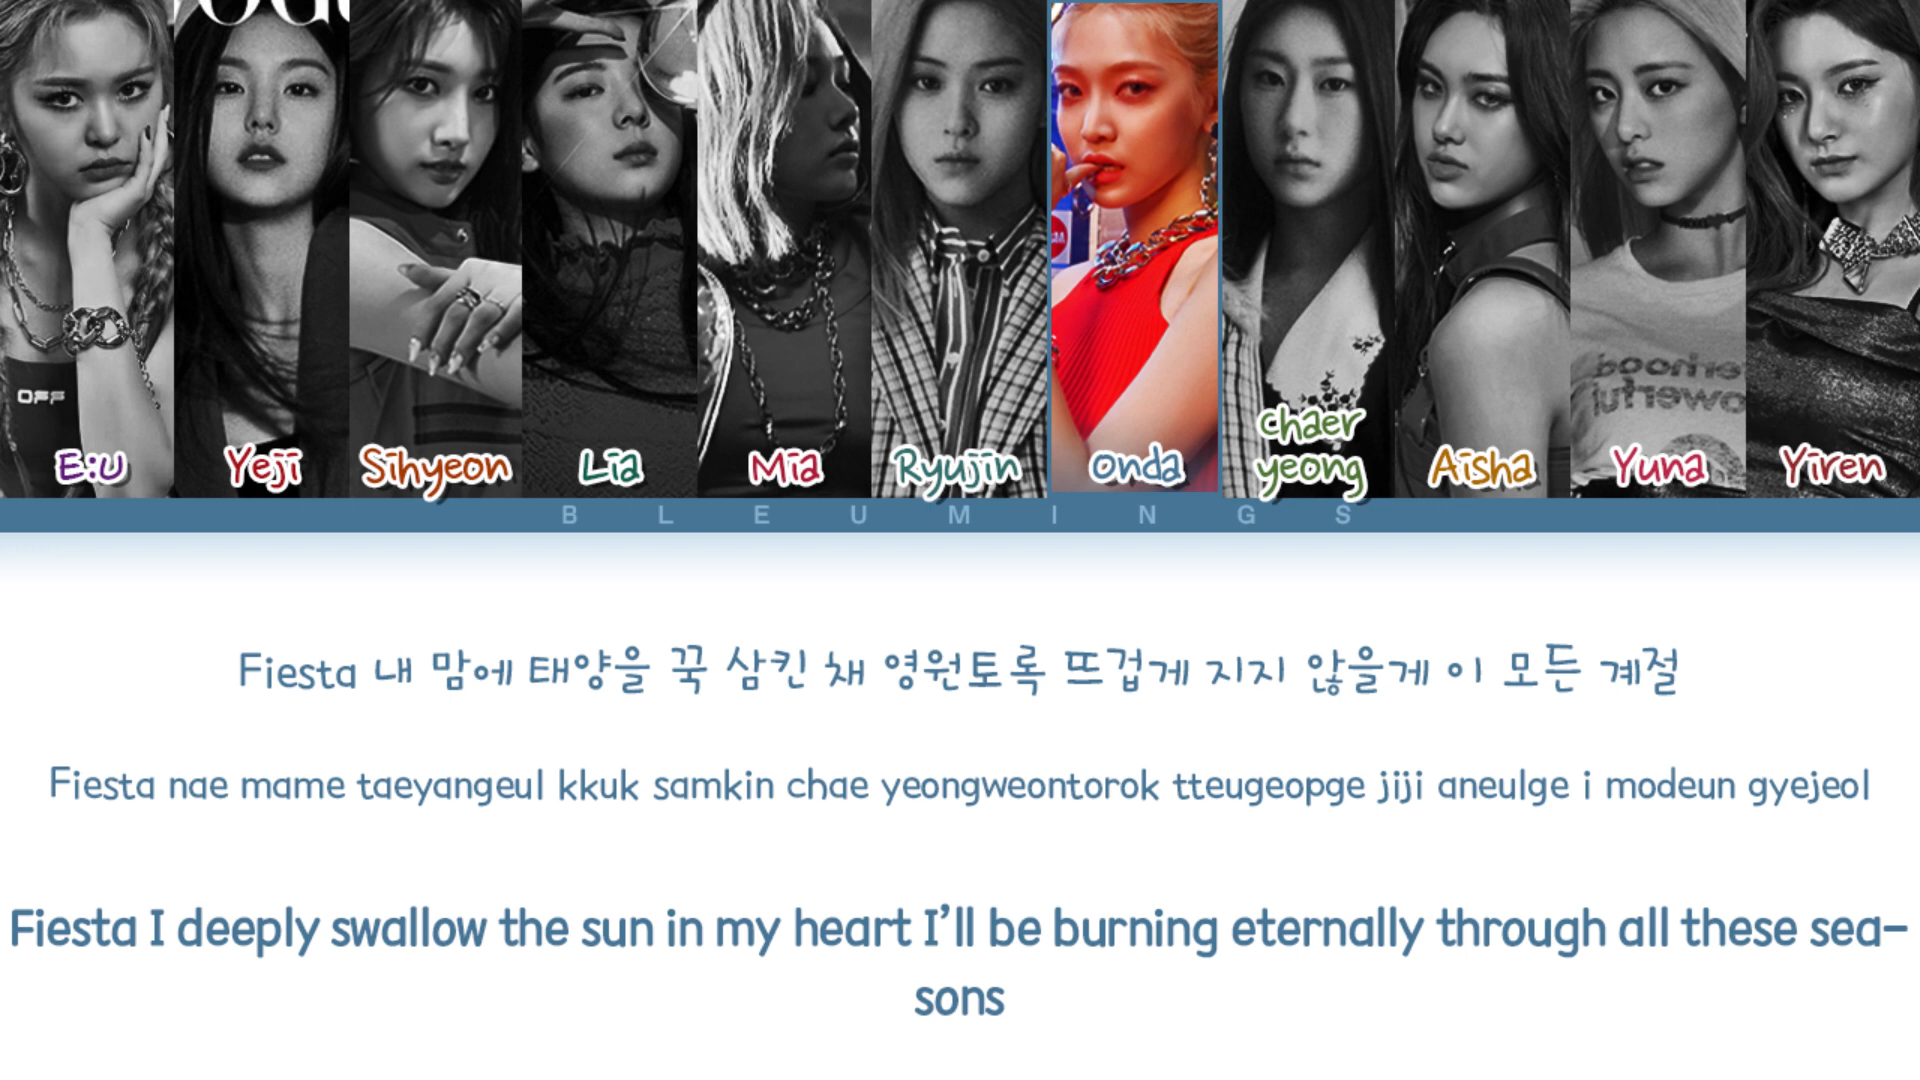 OFF
E:U
Yeji
Sihyeon
Lia
Mia
Ryujin
Onda
chaer
yeong
Aisha
Yuna
Yiren
BLEUMINGS
Fiesta 내 맘에 태양을 꾹 삼킨 채 영원토록 뜨겁게 지지 않을게 이 모든 계절
Fiesta nae mame taeyangeul kkuk samkin chae yeongweontorok tteugeopge jiji aneulge i modeun gyejeol
Fiesta I deeply swallow the sun in my heart I’ll be burning eternally through all these sea-
sons